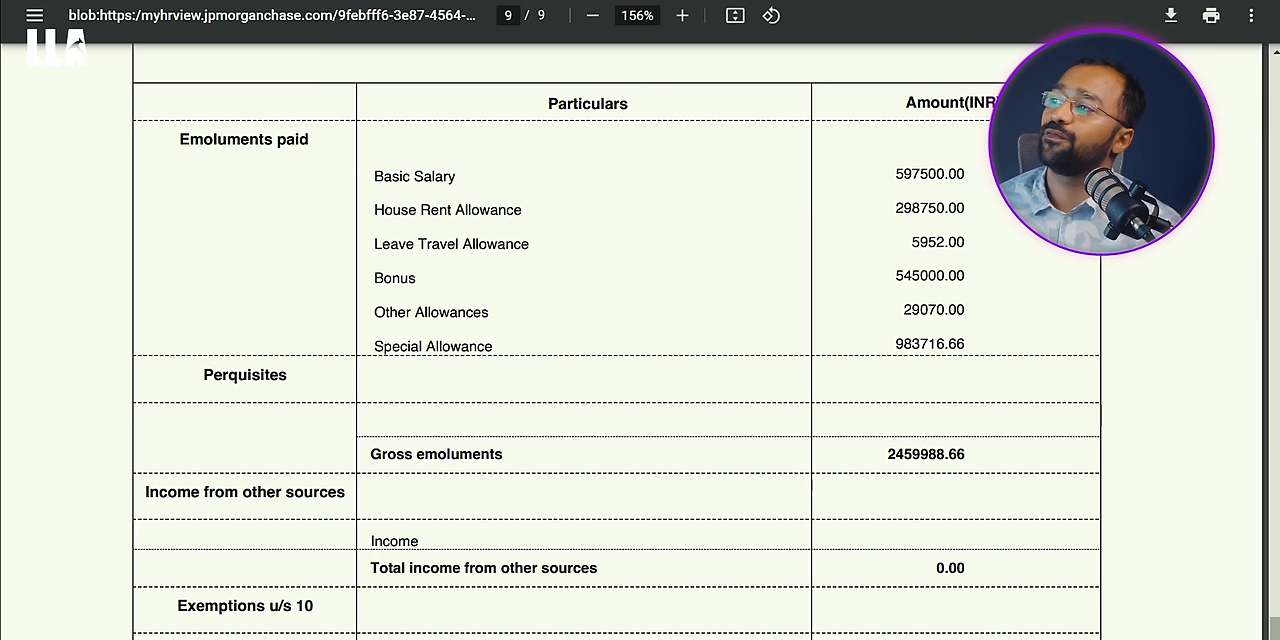 blob:https:/myhrview.jpmorganchase.com/9febfff6-3e87-4564-... 9 / 9 156%
LLA
Particulars Amount(INR
Emoluments paid
Basic Salary 597500.00
House Rent Allowance 298750.00
Leave Travel Allowance 5952.00
Bonus 545000.00
Other Allowances 29070.00
Special Allowance 983716.66
Perquisites
Gross emoluments 2459988.66
Income from other sources
Income
Total income from other sources 0.00
Exemptions u/s 10